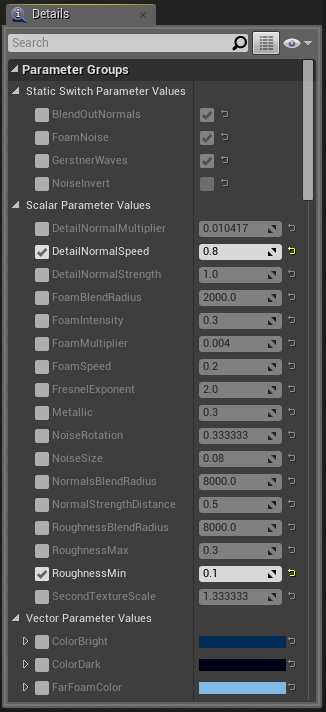 Details
Search
Parameter Groups
Static Switch Parameter Values
BlendOutNormals
FoamNoise
GerstnerWaves
NoiseInvert
Scalar Parameter Values
DetailNormalMultiplier 0.010417
DetailNormalSpeed 0.8
DetailNormalStrength 1.0
FoamBlendRadius 2000.0
FoamIntensity 0.3
FoamMultiplier 0.004
FoamSpeed 0.2
FresnelExponent 2.0
Metallic 0.3
NoiseRotation 0.333333
NoiseSize 0.08
NormalsBlendRadius 8000.0
NormalStrengthDistance 0.5
RoughnessBlendRadius 8000.0
RoughnessMax 0.3
RoughnessMin 0.1
SecondTextureScale 1.333333
Vector Parameter Values
ColorBright
ColorDark
FarFoamColor